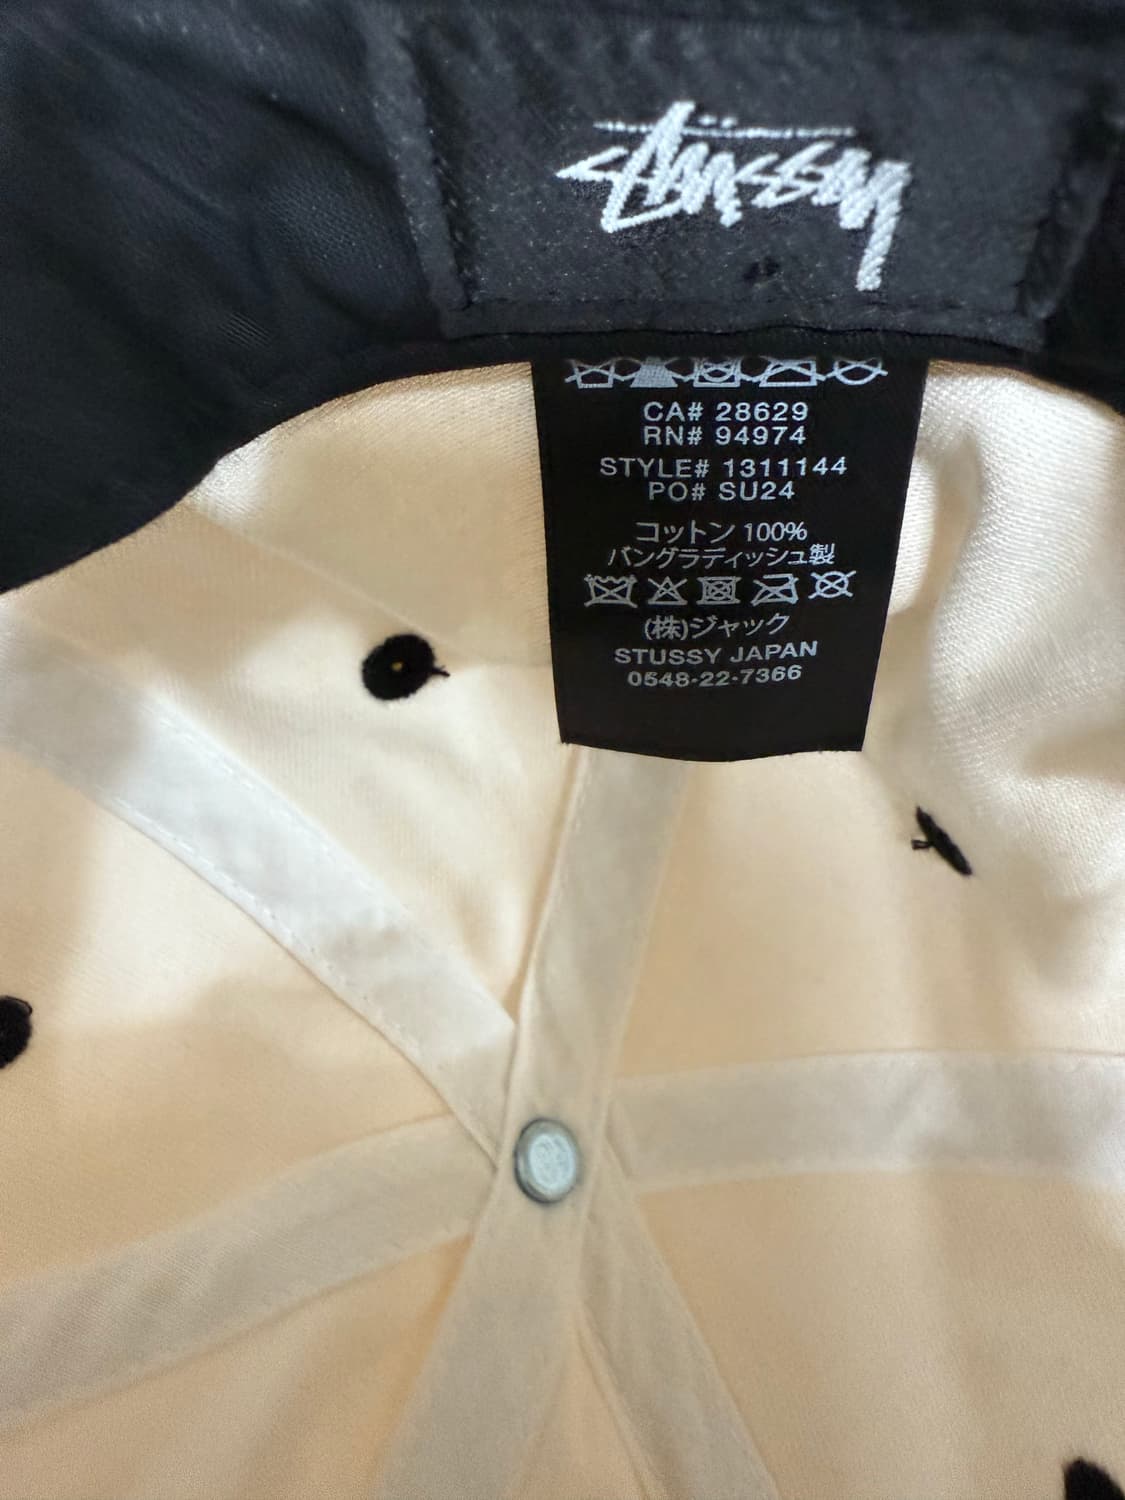 Stüssy
CA# 28629
RN# 94974
STYLE# 1311144
PO# SU24
コットン 100%
バングラディッシュ製
(株)ジャック
STUSSY JAPAN
0548-22-7366